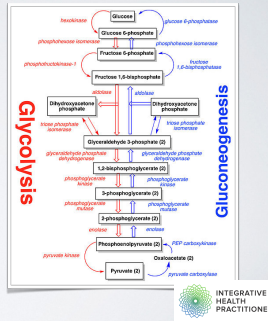 Glucose
hexokinase
glucose 6-phosphatase
Glucose 6-phosphate
phosphohexose isomerase
phosphohexose isomerase
Fructose 6-phosphate
phosphofructokinase-1
fructose
1,6-bisphosphatase
Fructose 1,6-bisphosphate
aldolase
aldolase
Dihydroxyacetone
phosphate
Dihydroxyacetone
phosphate
triose phosphate
isomerase
triose phosphate
isomerase
Glyceraldehyde 3-phosphate (2)
glyceraldehyde phosphate
glyceraldehyde phosphate
dehydrogenase
1,2-bisphosphoglycerate (2)
phosphoglycerate
kinase
phosphoglycerate
kinase
3-phosphoglycerate (2)
phosphoglycerate
mutase
phosphoglycerate
mutase
2-phosphoglycerate (2)
enolase
enolase
Phosphoenolpyruvate (2)
PEP carboxykinase
Oxaloacetate (2)
pyruvate kinase
pyruvate carboxylase
Pyruvate (2)
Glycolysis
Gluconeogenesis
INTEGRATIVE
HEALTH
PRACTITIONE